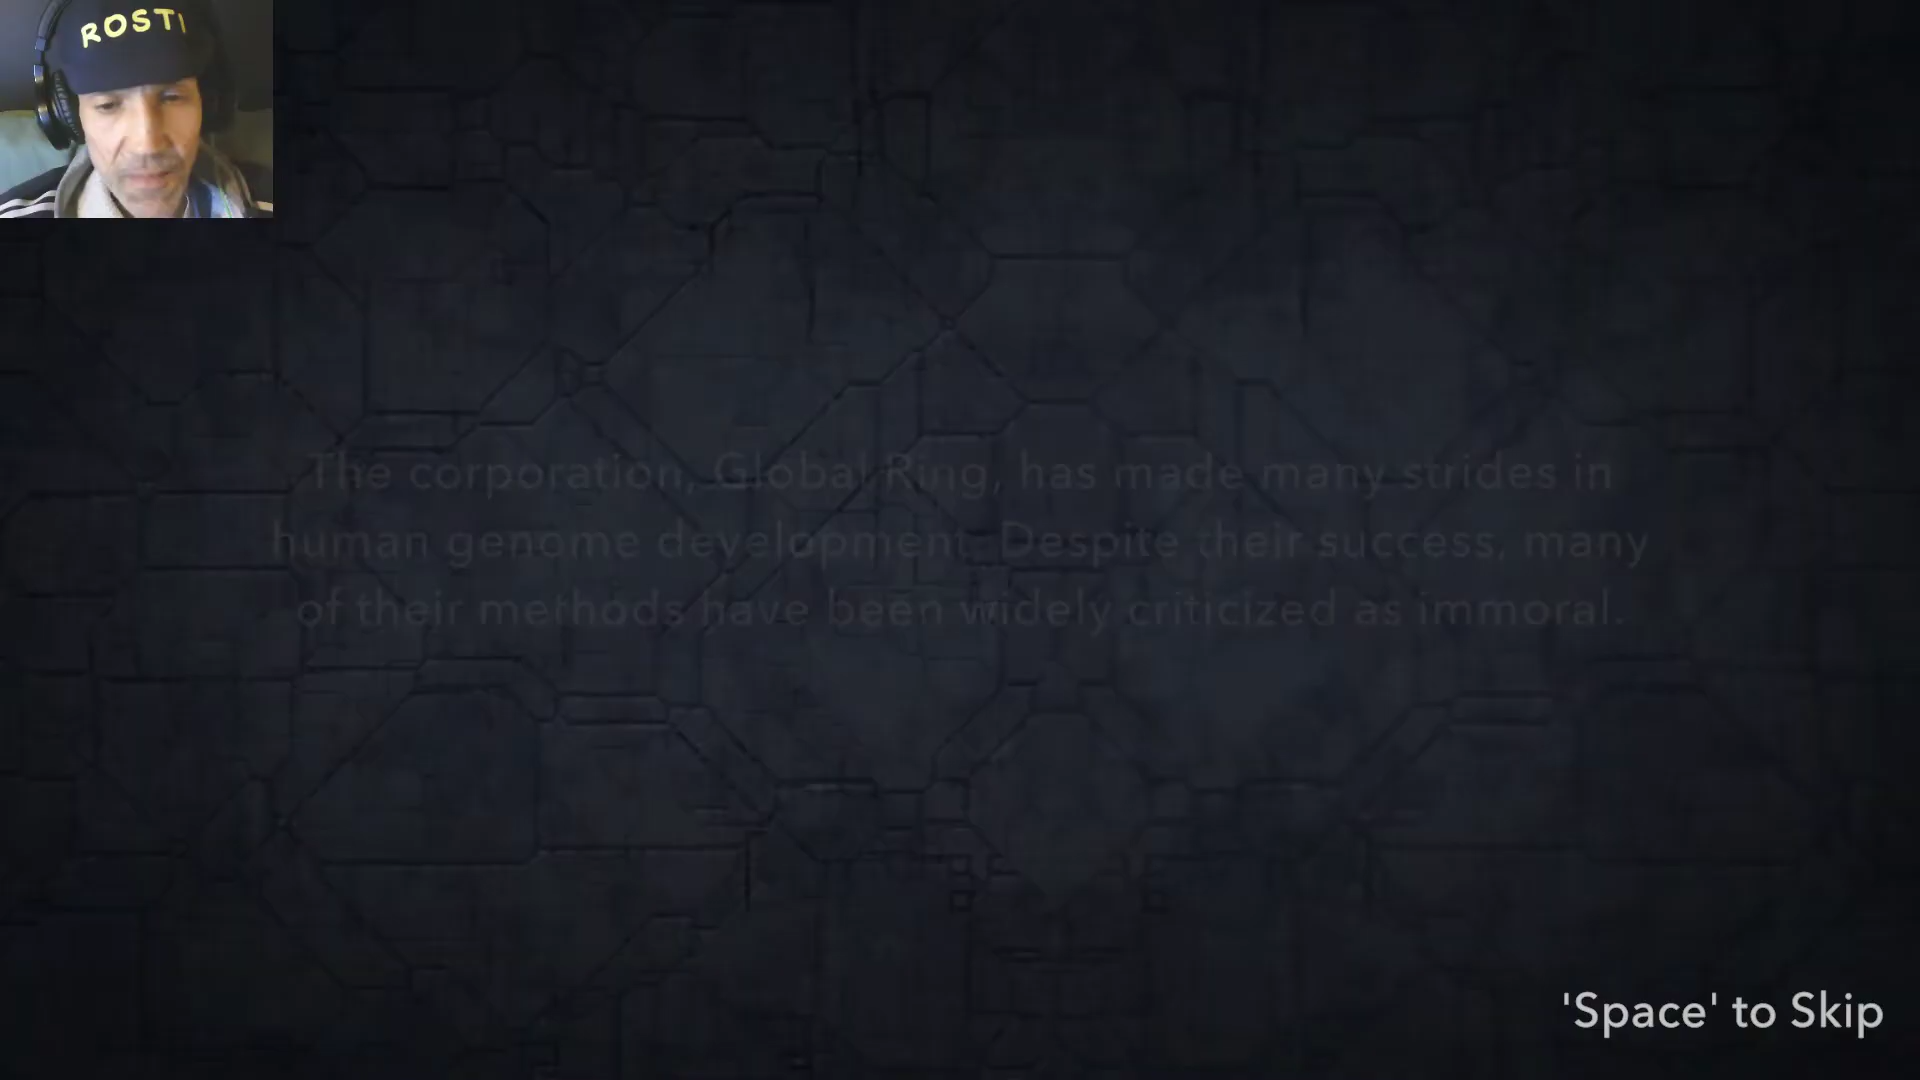 ROSTI
The corporation, Global Ring, has made many strides in
human genome development. Despite their success, many
of their methods have been widely criticized as immoral.
'Space' to Skip